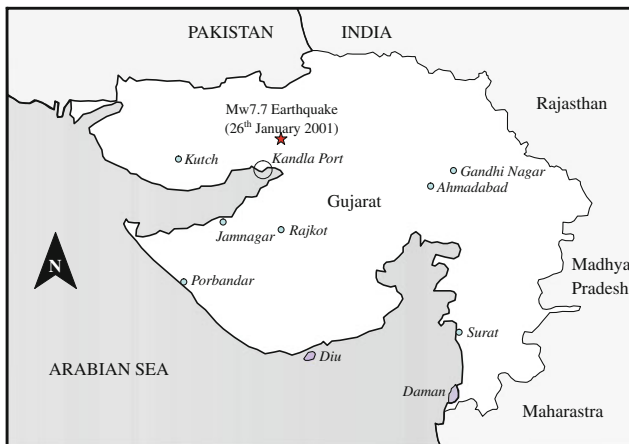 PAKISTAN
INDIA
Rajasthan
Mw7.7 Earthquake
(26th January 2001)
Kutch
Kandla Port
Gandhi Nagar
Ahmadabad
Gujarat
Jamnagar
Rajkot
N
Madhya
Pradesh
Porbandar
Surat
ARABIAN SEA
Diu
Daman
Maharastra